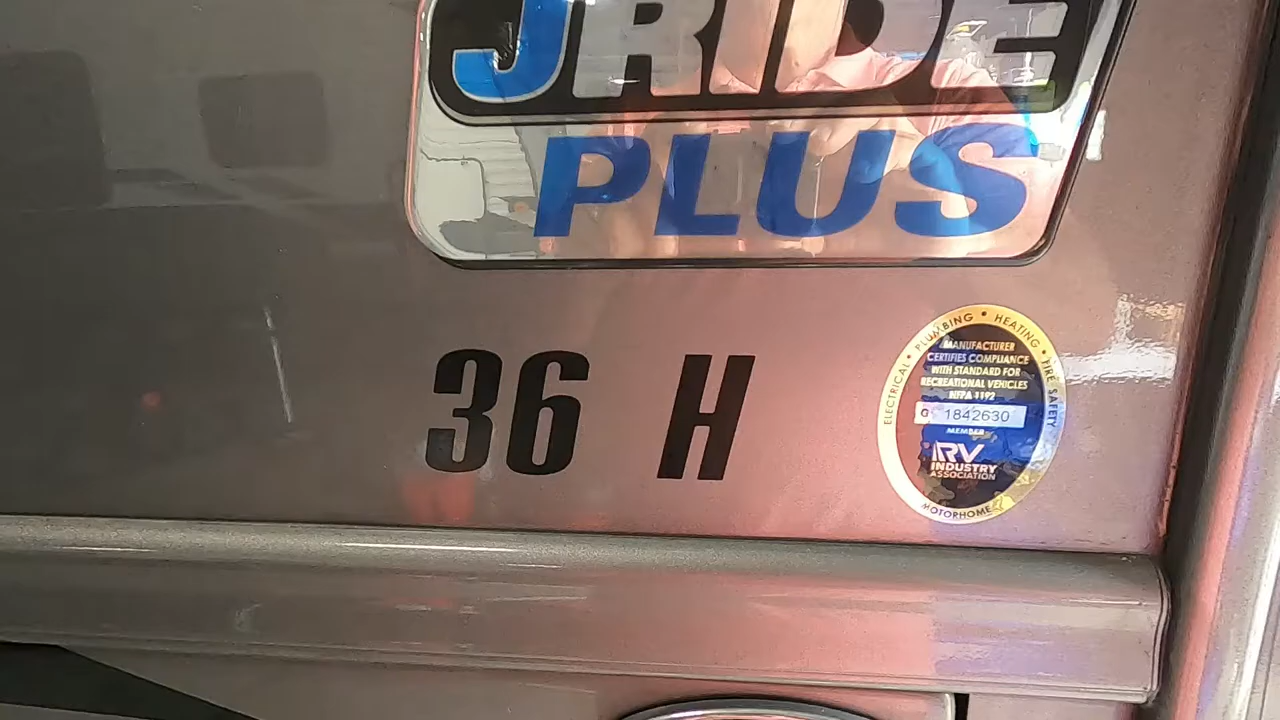 JRIDE
PLUS
36 H
ELECTRICAL • PLUMBING • HEATING • FIRE SAFETY
MANUFACTURER
CERTIFIES COMPLIANCE
WITH STANDARD FOR
RECREATIONAL VEHICLES
NFPA 1192
G 1842630
MEMBER
RV
INDUSTRY
ASSOCIATION
MOTORHOME